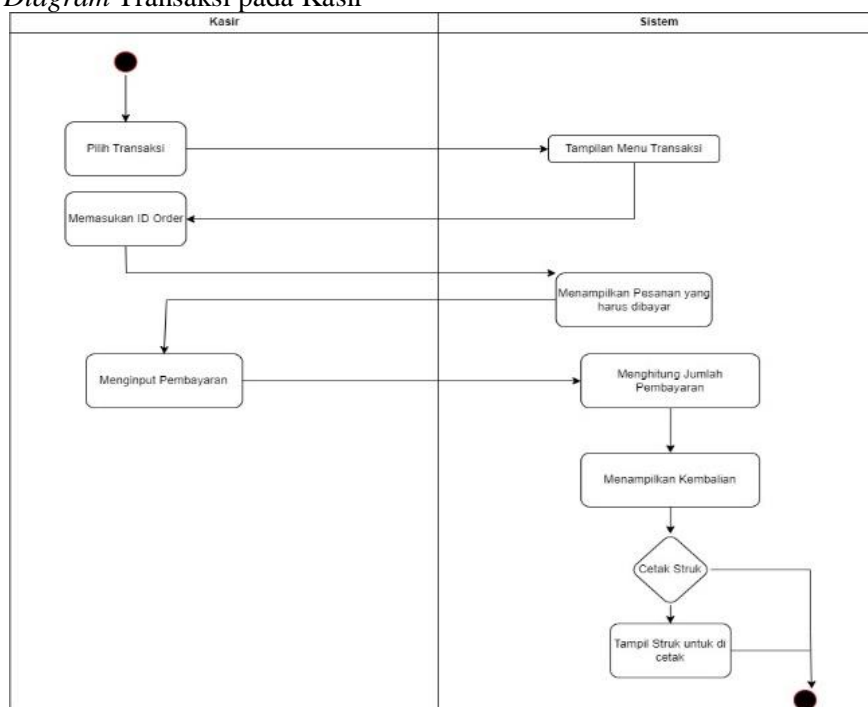 Diagram Transaksi pada Kasir
Kasir
Sistem
Pilih Transaksi
Tampilan Menu Transaksi
Memasukan ID Order
Menampilkan Pesanan yang
harus dibayar
Menginput Pembayaran
Menghitung Jumlah
Pembayaran
Menampilkan Kembalian
Cetak Struk
Tampil Struk untuk di
cetak